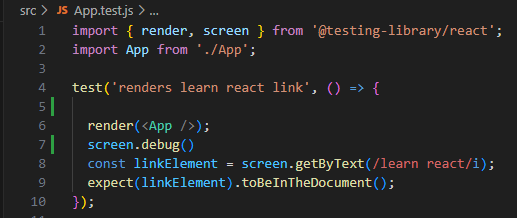 src > JS App.test.js > ...
1 import { render, screen } from '@testing-library/react';
2 import App from './App';
3
4 test('renders learn react link', () => {
5
6 render(<App />);
7 screen.debug()
8 const linkElement = screen.getByText(/learn react/i);
9 expect(linkElement).toBeInTheDocument();
10 });